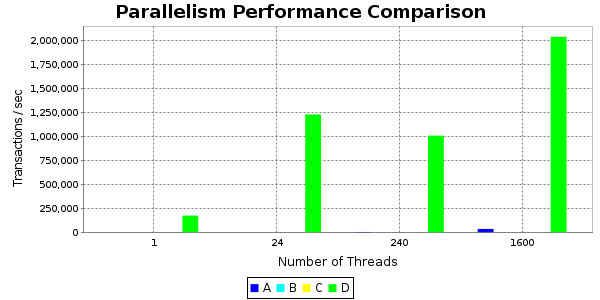 Parallelism Performance Comparison
2,000,000
1,750,000
1,500,000
1,250,000
1,000,000
750,000
500,000
250,000
0
Transactions / sec
1 24 240 1600
Number of Threads
A B C D